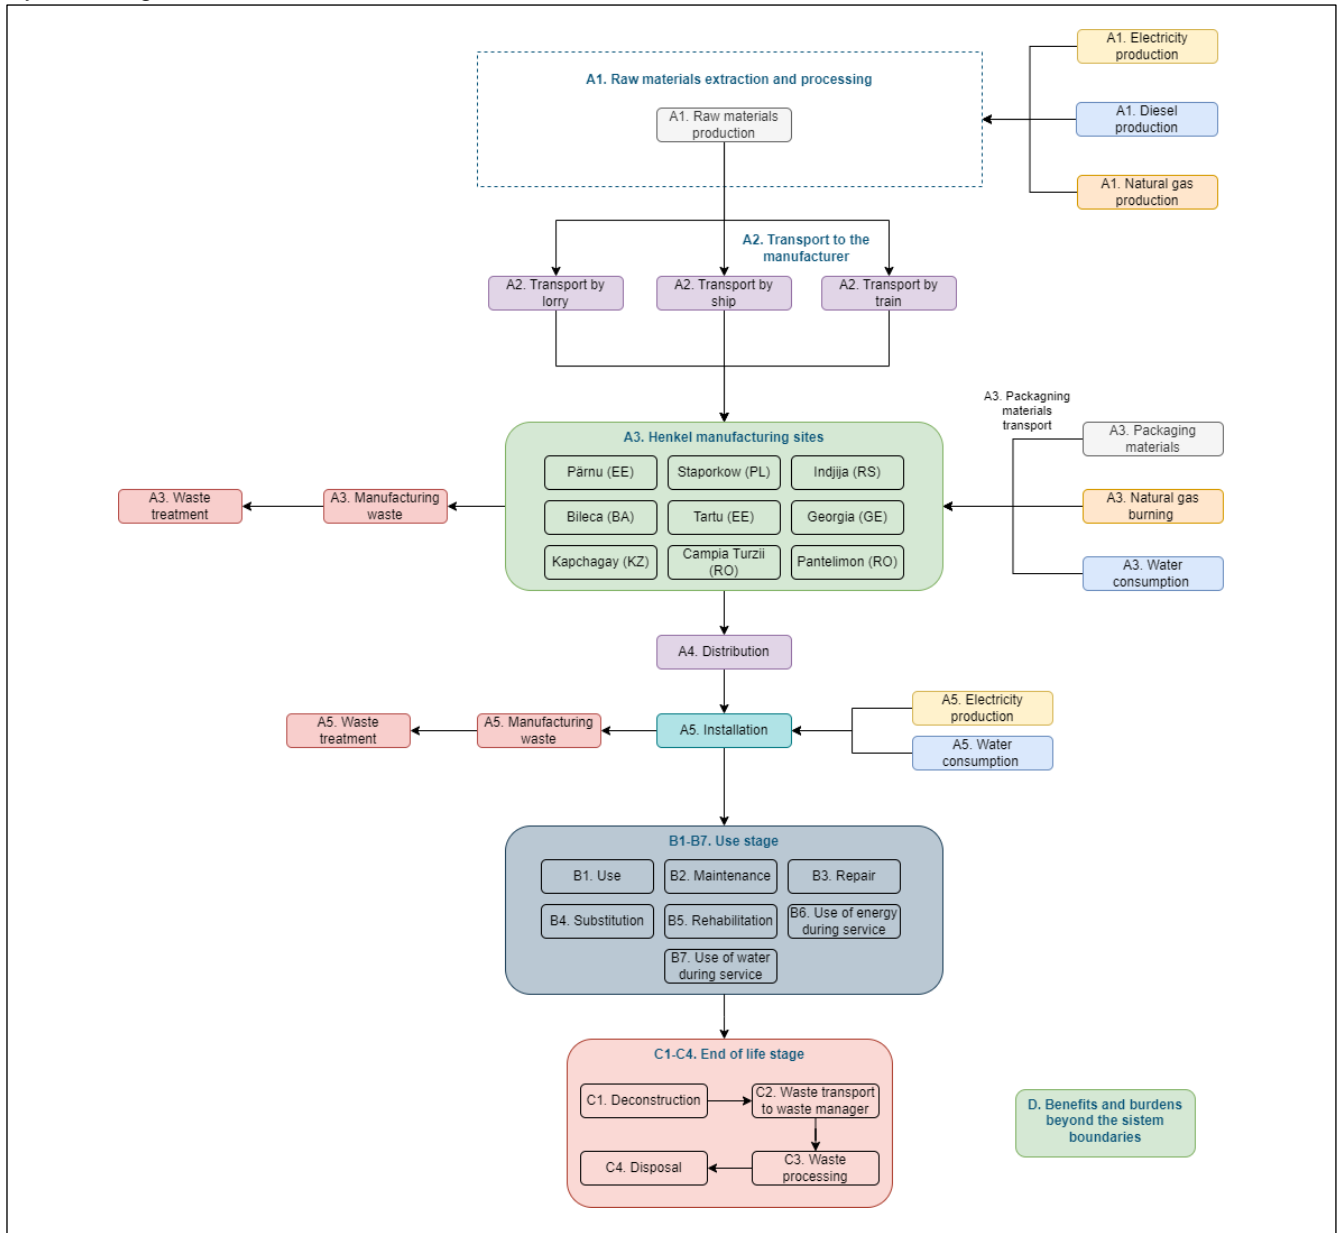 A1. Electricity
production
A1. Raw materials extraction and processing
A1. Raw materials
production
A1. Diesel
production
A1. Natural gas
production
A2. Transport to the
manufacturer
A2. Transport by
lorry
A2. Transport by
ship
A2. Transport by
train
A3. Packagning
materials
transport
A3. Packaging
materials
A3. Henkel manufacturing sites
Pärnu (EE)
Staporkow (PL)
Indjija (RS)
A3. Waste
treatment
A3. Manufacturing
waste
Bileca (BA)
Tartu (EE)
Georgia (GE)
A3. Natural gas
burning
Kapchagay (KZ)
Campia Turzii
(RO)
Pantelimon (RO)
A3. Water
consumption
A4. Distribution
A5. Waste
treatment
A5. Manufacturing
waste
A5. Installation
A5. Electricity
production
A5. Water
consumption
B1-B7. Use stage
B1. Use
B2. Maintenance
B3. Repair
B4. Substitution
B5. Rehabilitation
B6. Use of energy
during service
B7. Use of water
during service
C1-C4. End of life stage
C1. Deconstruction
C2. Waste transport
to waste manager
C4. Disposal
C3. Waste
processing
D. Benefits and burdens
beyond the sistem
boundaries